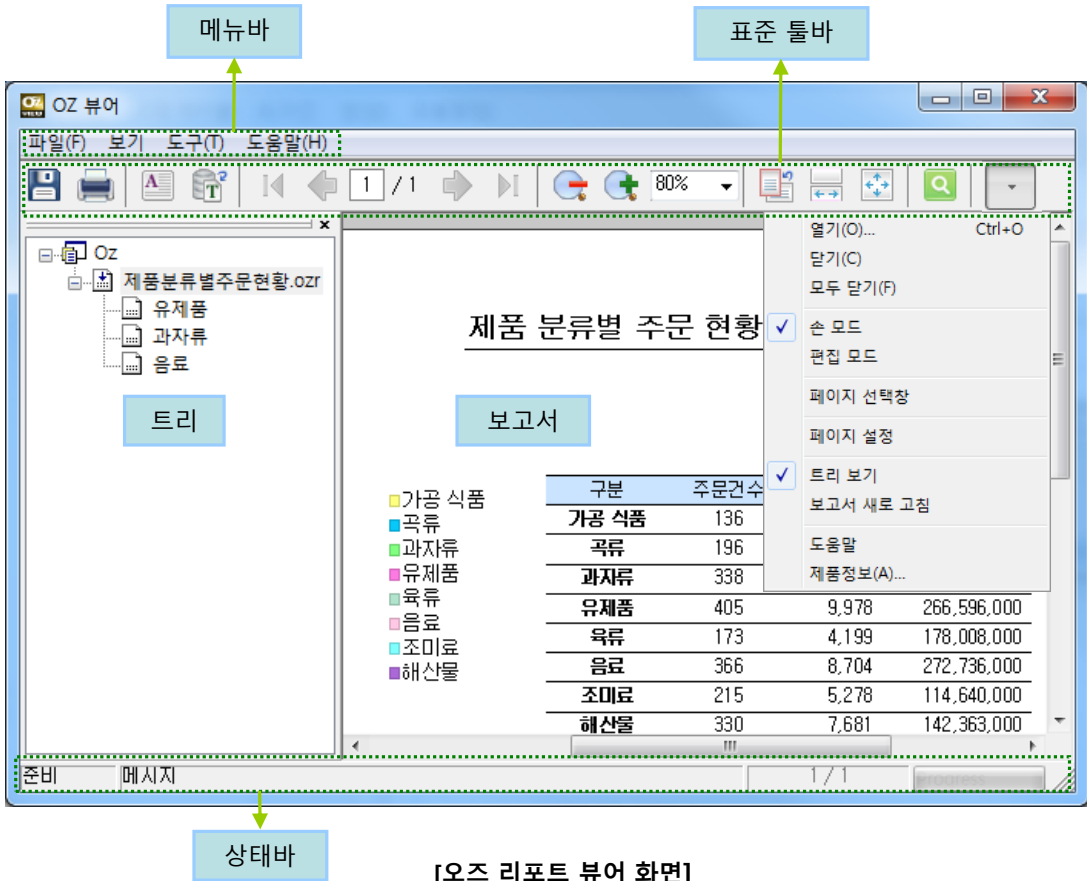 메뉴바
표준 툴바
OZ 뷰어
파일(F) 보기 도구(T) 도움말(H)
1 / 1 80%
Oz
제품분류별주문현황.ozr
유제품
과자류
음료
트리
제품 분류별 주문 현황
보고서
열기(O)... Ctrl+O
닫기(C)
모두 닫기(F)
손 모드
편집 모드
페이지 선택창
페이지 설정
트리 보기
보고서 새로 고침
도움말
제품정보(A)...
가공 식품
곡류
과자류
유제품
육류
음료
조미료
해산물
구분 주문건수
가공 식품 136
곡류 196
과자류 338
유제품 405 9,978 266,596,000
육류 173 4,199 178,008,000
음료 366 8,704 272,736,000
조미료 215 5,278 114,640,000
해산물 330 7,681 142,363,000
준비 메시지 1 / 1 Progress
상태바
[오즈 리포트 뷰어 화면]